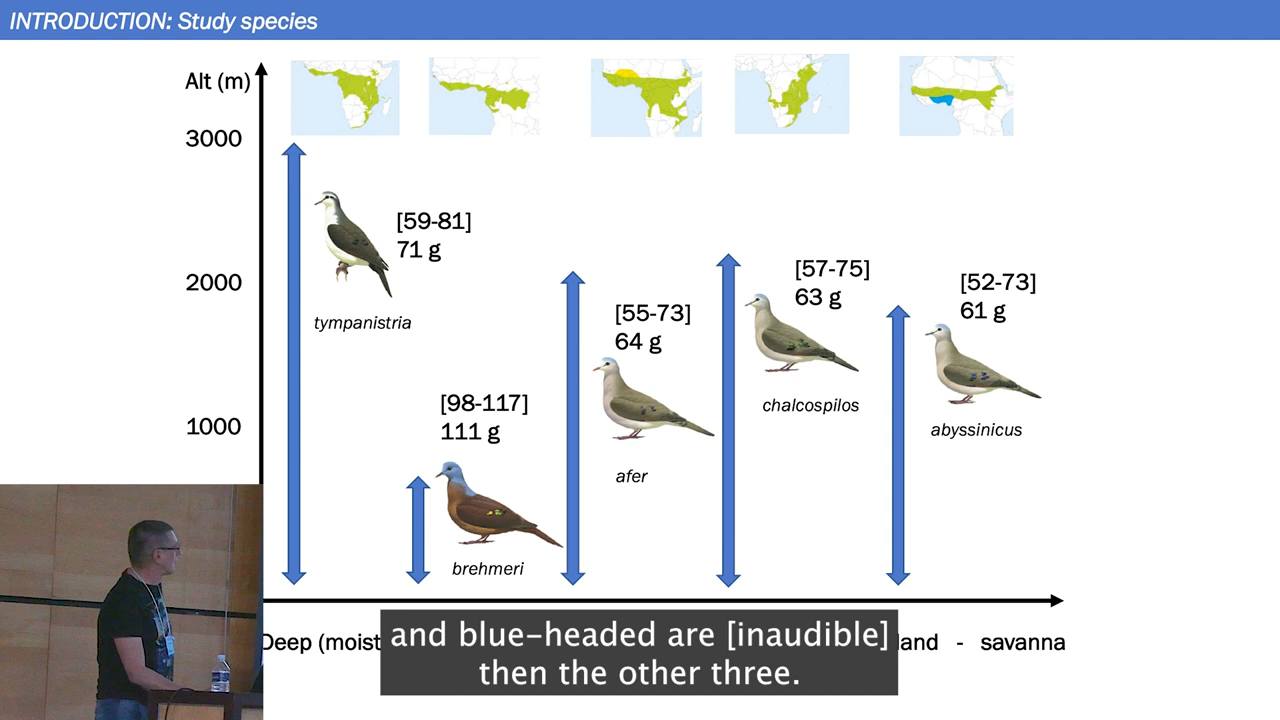 INTRODUCTION: Study species
Alt (m)
3000
2000
1000
[59-81]
71 g
tympanistria
[98-117]
111 g
brehmeri
[55-73]
64 g
afer
[57-75]
63 g
chalcospilos
[52-73]
61 g
abyssinicus
Deep (moist
land - savanna
and blue-headed are [inaudible]
then the other three.